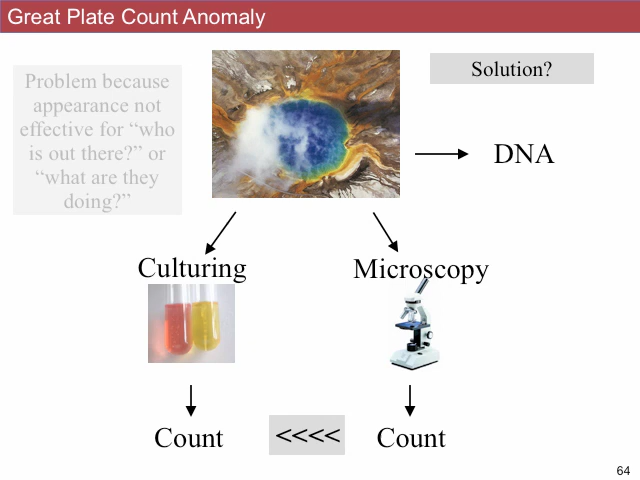 Great Plate Count Anomaly
Problem because
appearance not
effective for “who
is out there?” or
“what are they
doing?”
Solution?
DNA
Culturing
Microscopy
Count
<<<<
Count
64